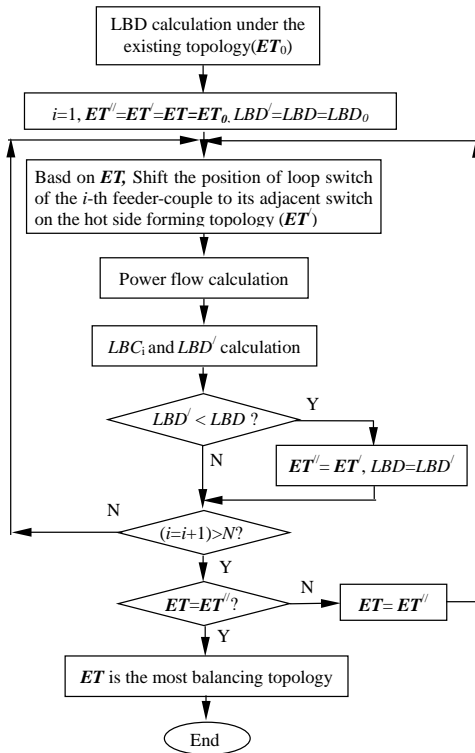 LBD calculation under the
existing topology(ET₀)
i=1, ET//=ET/=ET=ET₀, LBD/=LBD=LBD₀
Basd on ET, Shift the position of loop switch
of the i-th feeder-couple to its adjacent switch
on the hot side forming topology (ET/)
Power flow calculation
LBCᵢ and LBD/ calculation
LBD/ < LBD ?
Y
N
ET//= ET/, LBD=LBD/
N
(i=i+1)>N?
Y
ET=ET//?
N
ET= ET//
Y
ET is the most balancing topology
End